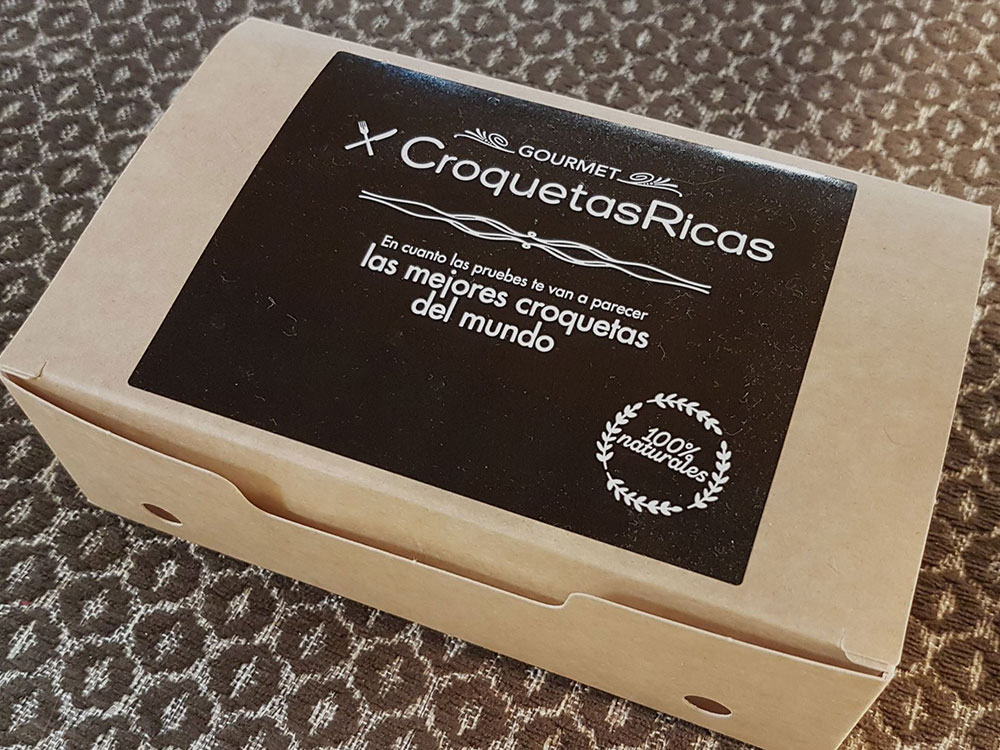 GOURMET
CroquetasRicas
En cuanto las pruebes te van a parecer
las mejores croquetas
del mundo
100%
naturales